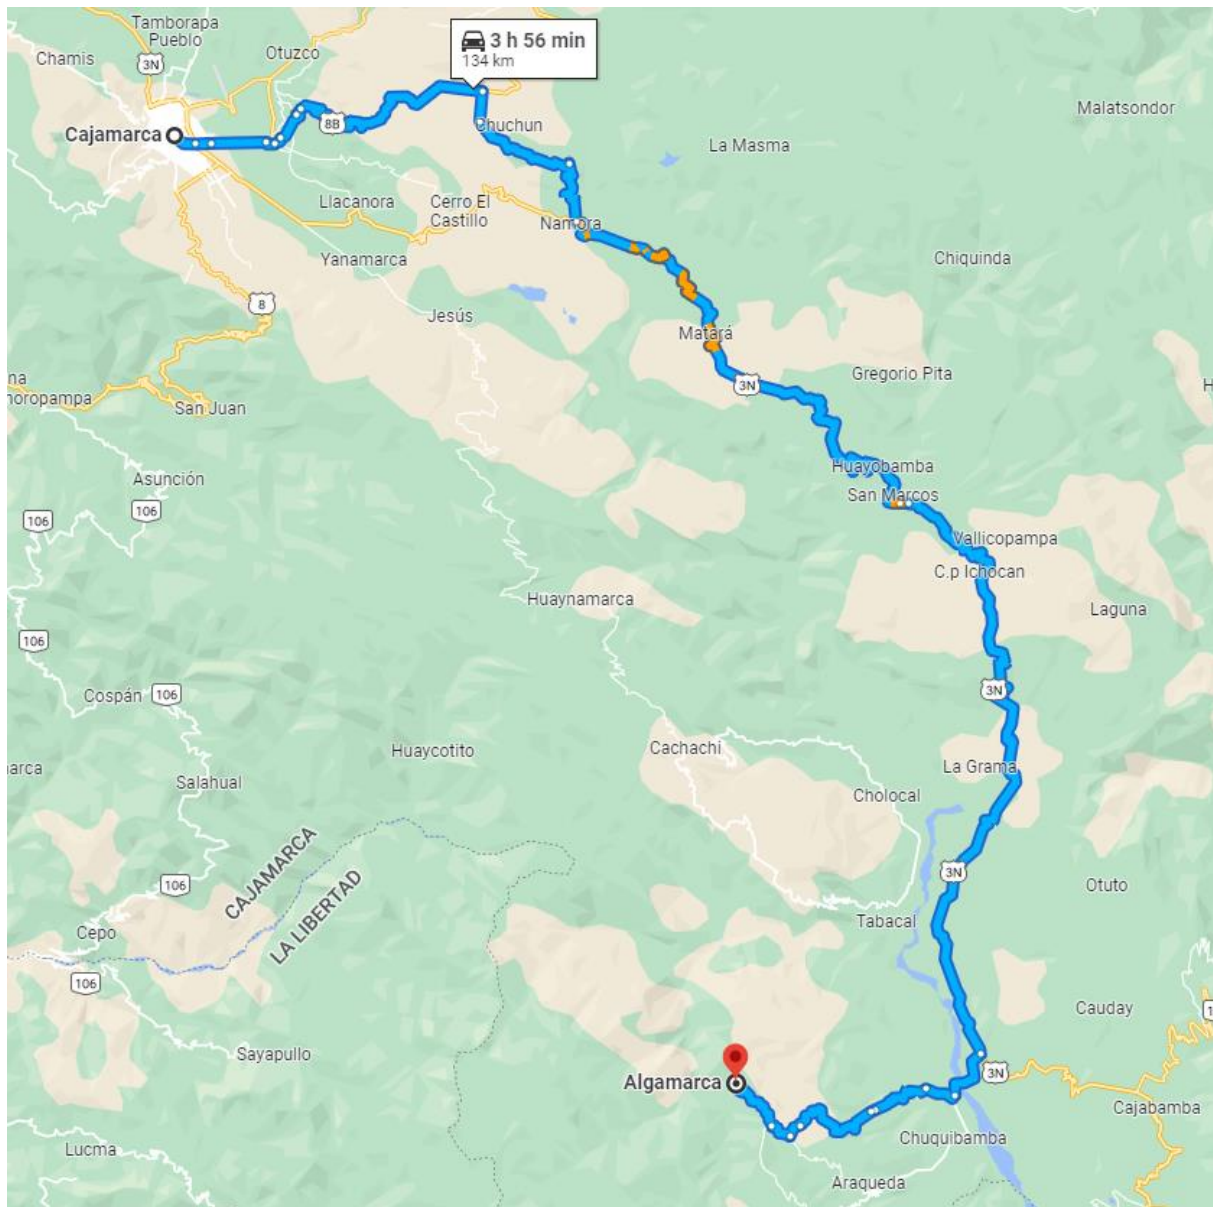 Tamborapa
Pueblo
Chamis
3N
Otuzco
3 h 56 min
134 km
Malatsondor
Cajamarca
8B
Chuchun
La Masma
Llacanora
Cerro El
Castillo
Namora
Yanamarca
Chiquinda
8
Jesús
Matará
na
noropampa
San Juan
3N
Gregorio Pita
H
Asunción
106
106
Huayobamba
San Marcos
Vallicopampa
C.p Ichocan
Huaynamarca
Laguna
106
Cospán
106
3N
Huaycotito
Cachachi
La Grama
arca
Salahual
Cholocal
CAJAMARCA
LA LIBERTAD
106
3N
Otuto
Cepo
Tabacal
106
Cauday
1
Sayapullo
Algamarca
3N
Cajabamba
Lucma
Chuquibamba
Araqueda